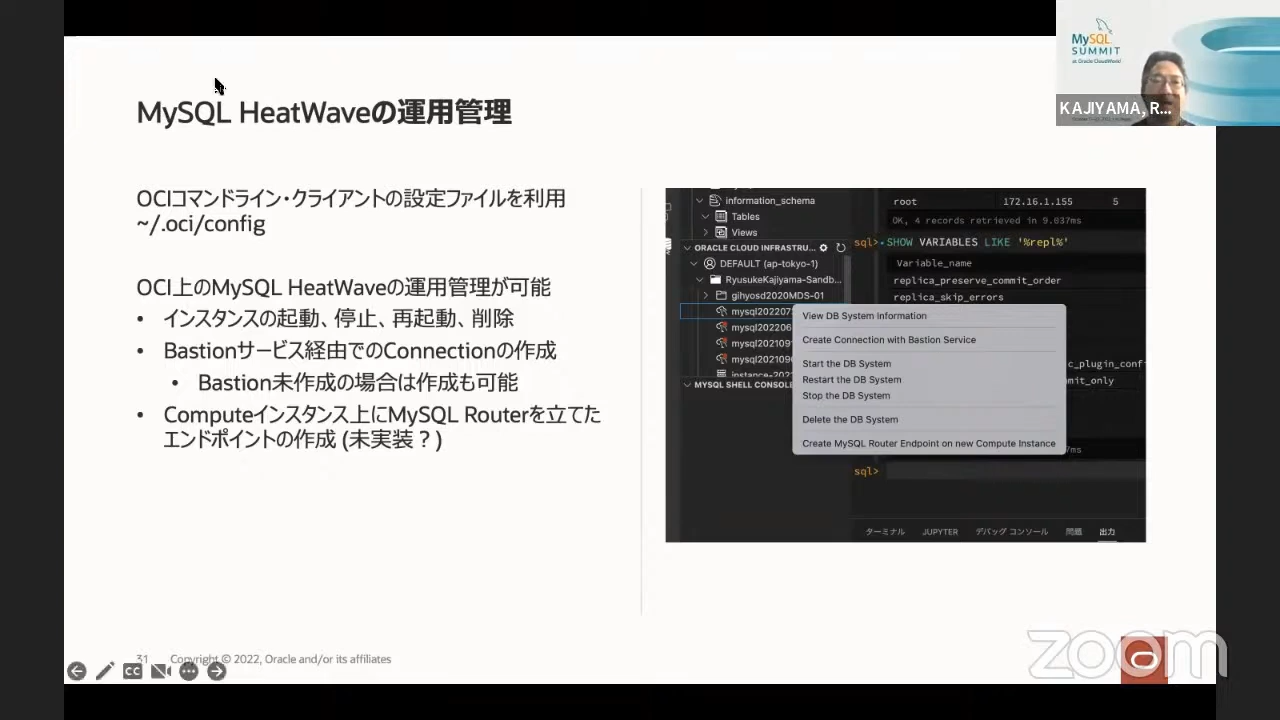 MySQL
SUMMIT
at Oracle CloudWorld
KAJIYAMA, R...
MySQL HeatWaveの運用管理
OCIコマンドライン・クライアントの設定ファイルを利用
~/.oci/config
OCI上のMySQL HeatWaveの運用管理が可能
• インスタンスの起動、停止、再起動、削除
• Bastionサービス経由でのConnectionの作成
• Bastion未作成の場合は作成も可能
• Computeインスタンス上にMySQL Routerを立てた
エンドポイントの作成 (未実装？)
information_schema
Tables
Views
ORACLE CLOUD INFRASTRU...
DEFAULT (ap-tokyo-1)
RyusukeKajiyama-Sandb...
gihyosd2020MDS-01
mysql202207
mysql202206
mysql202109
mysql202109
instance-202
MYSQL SHELL CONSOLE
root 172.16.1.155 5
OK, 4 records retrieved in 9.037ms
sql> SHOW VARIABLES LIKE '%repl%'
Variable_name
replica_preserve_commit_order
replica_skip_errors
View DB System Information
Create Connection with Bastion Service
Start the DB System
Restart the DB System
Stop the DB System
Delete the DB System
Create MySQL Router Endpoint on new Compute Instance
c_plugin_conf
mit_only
7ms
sql>
ターミナル JUPYTER デバッグ コンソール 問題 出力
31 Copyright © 2022, Oracle and/or its affiliates
CC
zoom